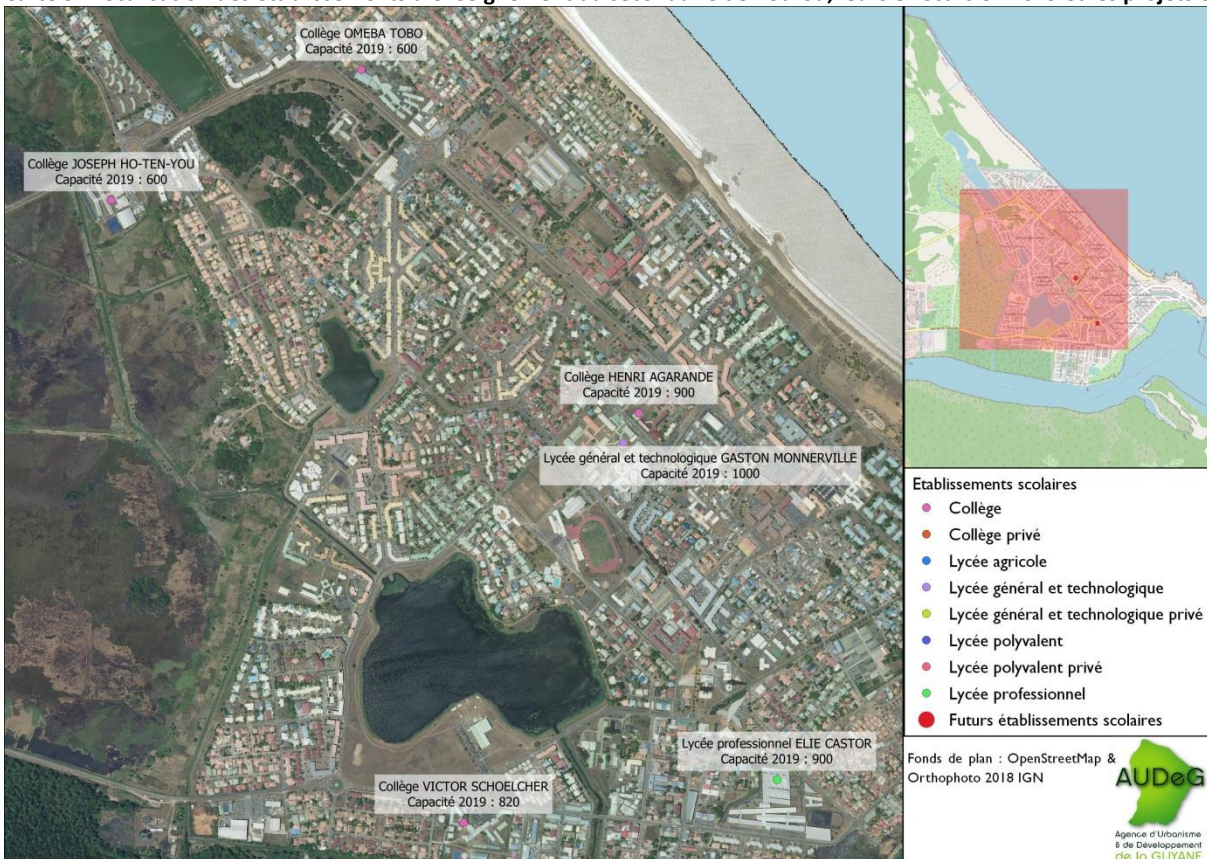 Collège OMEBA TOBO
Capacité 2019 : 600
Collège JOSEPH HO-TEN-YOU
Capacité 2019 : 600
Collège HENRI AGARANDE
Capacité 2019 : 900
Lycée général et technologique GASTON MONNERVILLE
Capacité 2019 : 1000
Lycée professionnel ELIE CASTOR
Capacité 2019 : 900
Collège VICTOR SCHOELCHER
Capacité 2019 : 820
Etablissements scolaires
Collège
Collège privé
Lycée agricole
Lycée général et technologique
Lycée général et technologique privé
Lycée polyvalent
Lycée polyvalent privé
Lycée professionnel
Futurs établissements scolaires
Fonds de plan : OpenStreetMap &
Orthophoto 2018 IGN
AUDeG
Agence d'Urbanisme
& de Développement
de la GUYANE